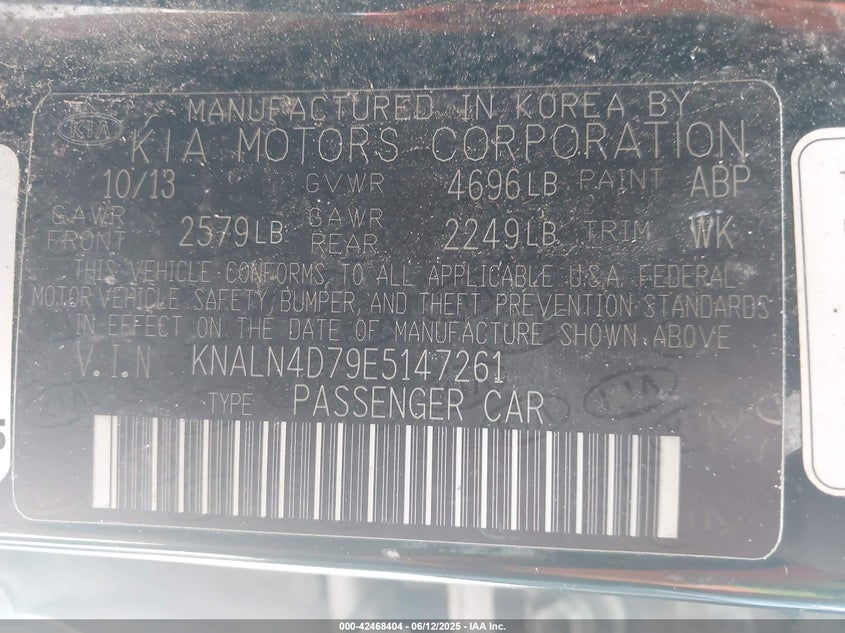 MANUFACTURED IN KOREA BY
KIA KIA MOTORS CORPORATION
10/13 GVWR 4696LB PAINT ABP
GAWR FRONT 2579LB GAWR REAR 2249LB TRIM WK
THIS VEHICLE CONFORMS TO ALL APPLICABLE U.S.A. FEDERAL
MOTOR VEHICLE SAFETY, BUMPER, AND THEFT PREVENTION STANDARDS
IN EFFECT ON THE DATE OF MANUFACTURE SHOWN ABOVE.
V.I.N KNALN4D79E5147261
TYPE PASSENGER CAR
000-42468404 - 06/12/2025 - IAA Inc.